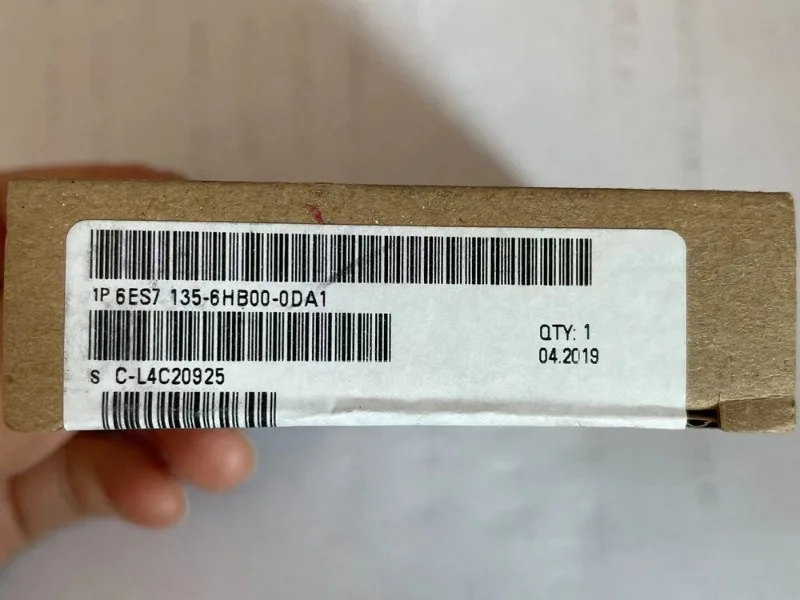 1P 6ES7 135-6HB00-0DA1
QTY: 1
04.2019
S C-L4C20925